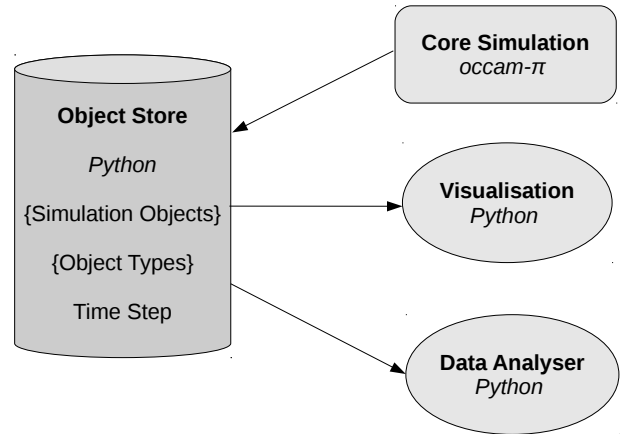 Object Store
Python
{Simulation Objects}
{Object Types}
Time Step
Core Simulation
occam-π
Visualisation
Python
Data Analyser
Python